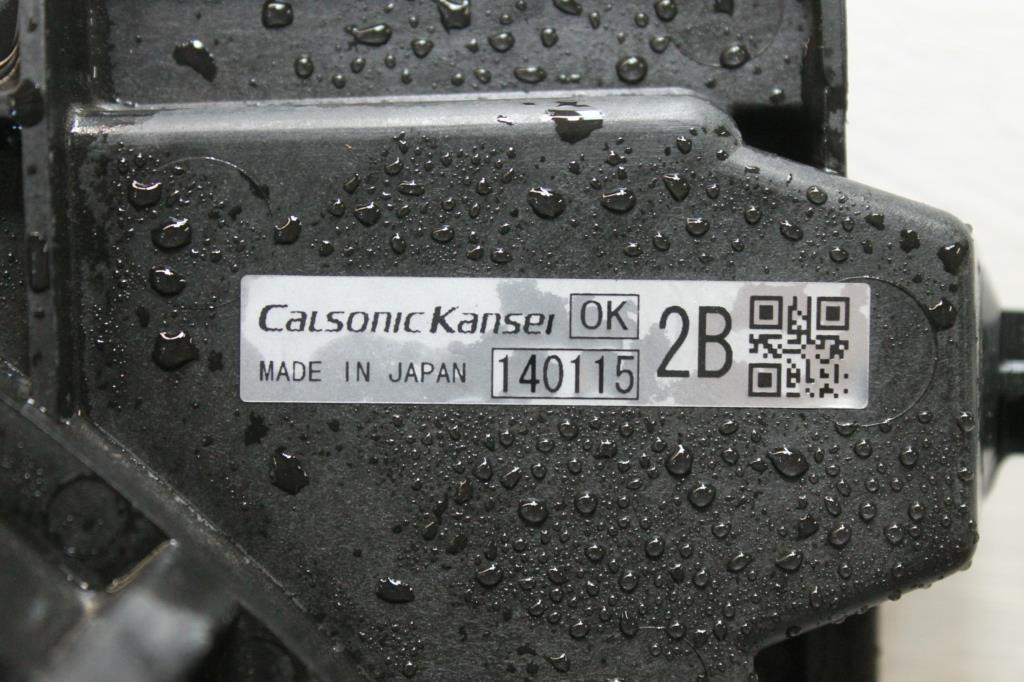 CALSONIC KANSEI OK 2B
MADE IN JAPAN 140115